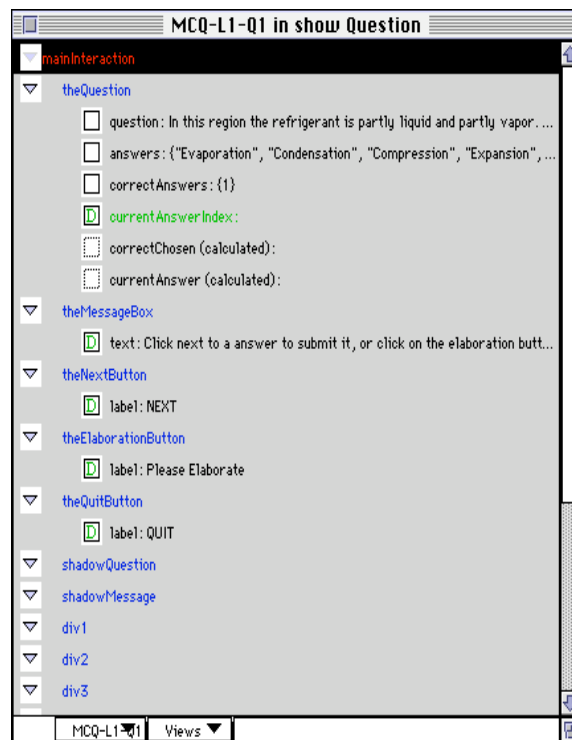 MCQ-L1-Q1 in show Question
mainInteraction
theQuestion
question: In this region the refrigerant is partly liquid and partly vapor. ...
answers: {"Evaporation", "Condensation", "Compression", "Expansion", ...
correctAnswers: {1}
D currentAnswerIndex:
correctChosen (calculated):
currentAnswer (calculated):
theMessageBox
D text: Click next to a answer to submit it, or click on the elaboration butt...
theNextButton
D label: NEXT
theElaborationButton
D label: Please Elaborate
theQuitButton
D label: QUIT
shadowQuestion
shadowMessage
div1
div2
div3
MCQ-L1-Q1 Views